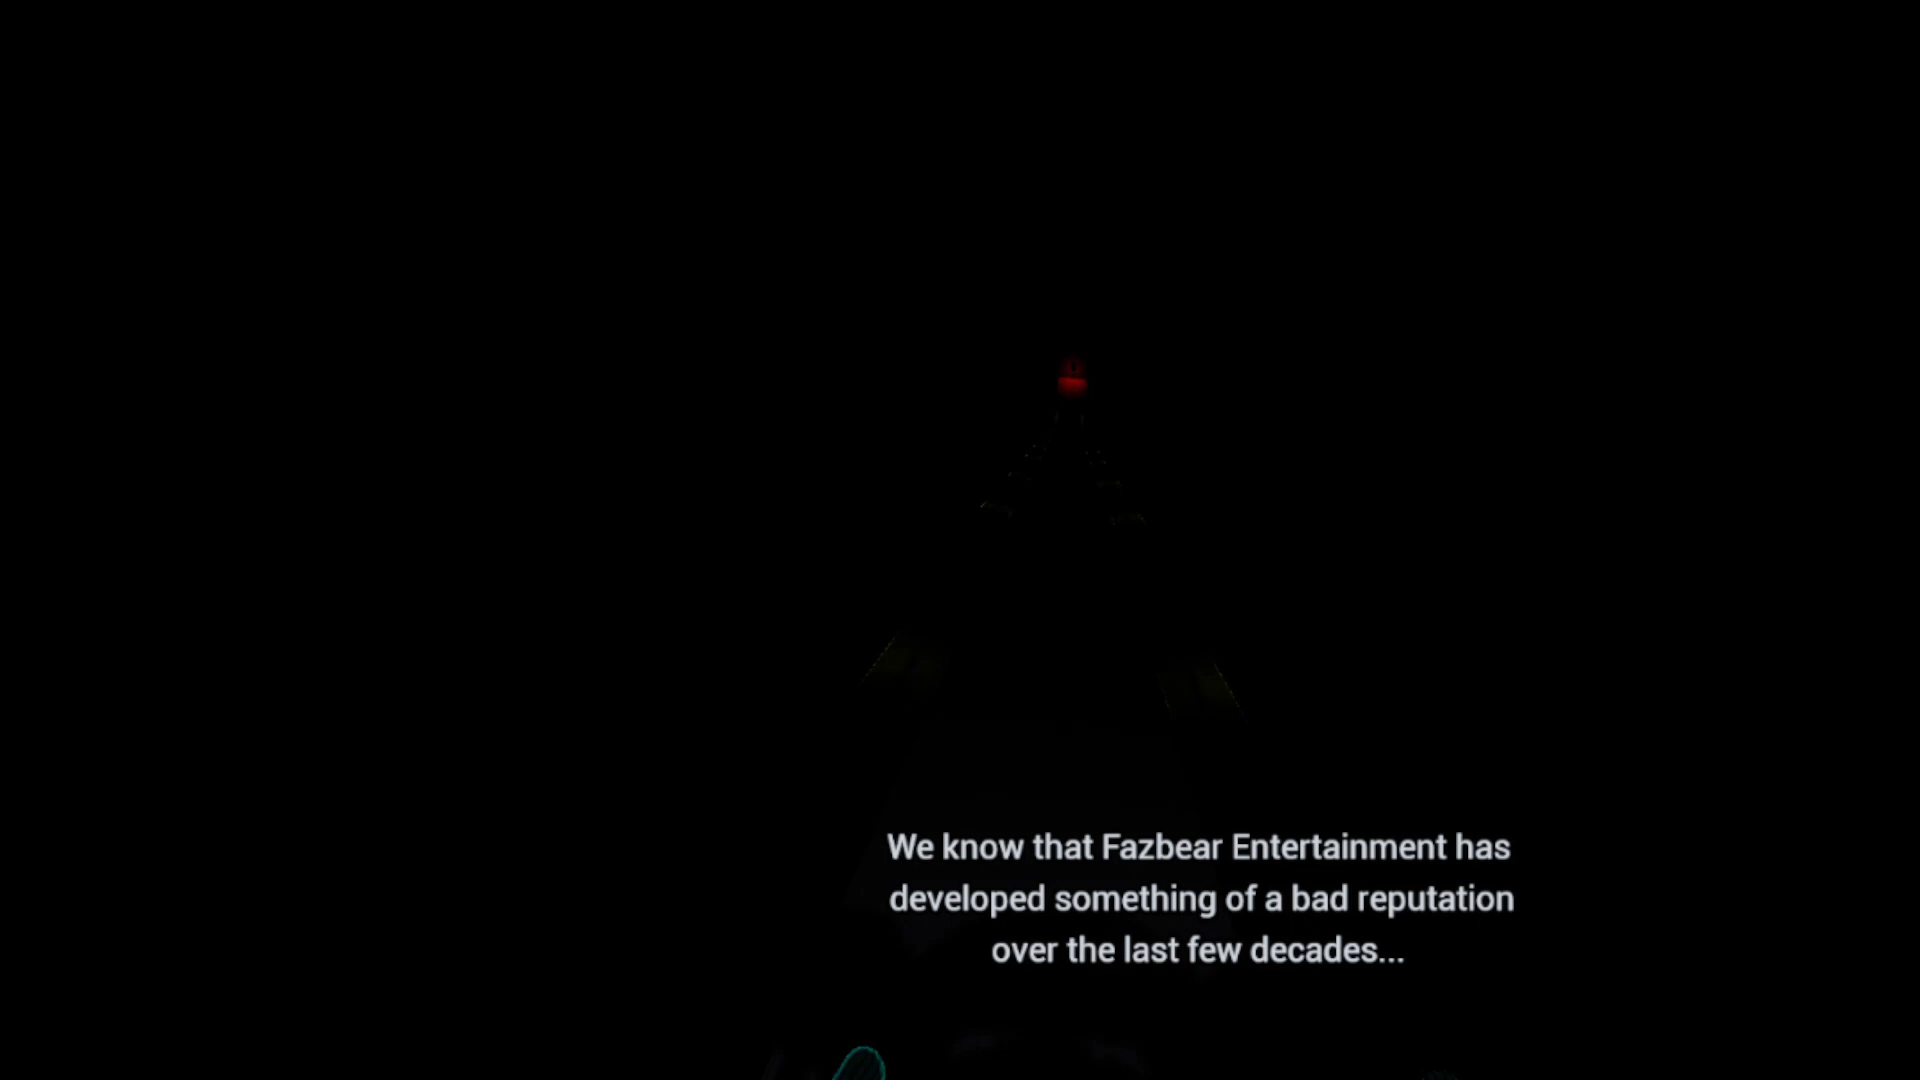 We know that Fazbear Entertainment has
developed something of a bad reputation
over the last few decades...